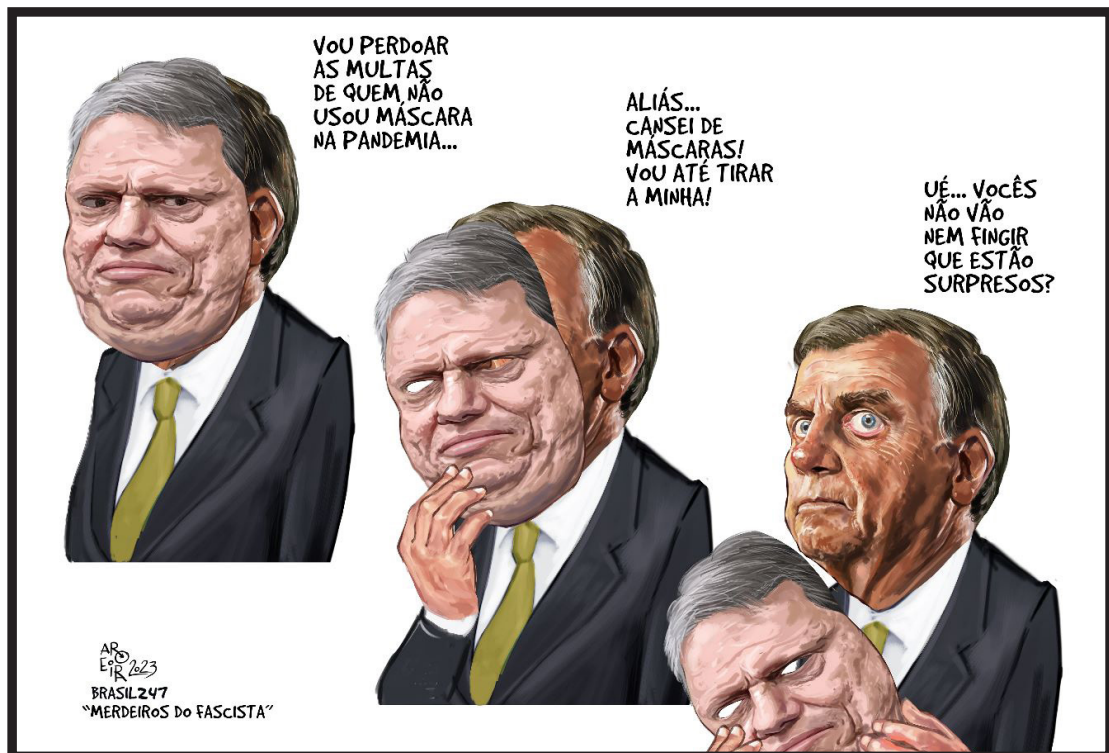 VOU PERDOAR
AS MULTAS
DE QUEM NÃO
USOU MÁSCARA
NA PANDEMIA...
ALIÁS...
CANSEI DE
MÁSCARAS!
VOU ATÉ TIRAR
A MINHA!
UÉ... VOCÊS
NÃO VÃO
NEM FINGIR
QUE ESTÃO
SURPRESOS?
AROEIRA 2023
BRASIL247
"MERDEIROS DO FASCISTA"